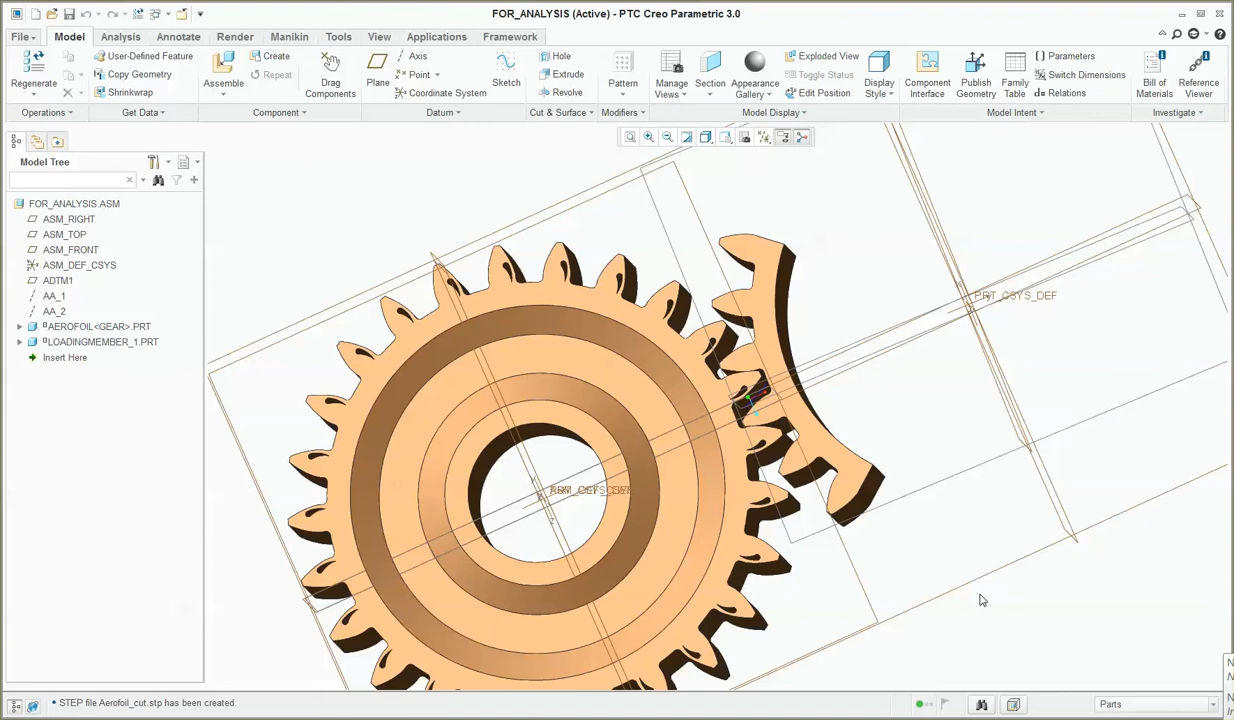 FOR_ANALYSIS (Active) - PTC Creo Parametric 3.0
File Model Analysis Annotate Render Manikin Tools View Applications Framework
Regenerate
User-Defined Feature
Copy Geometry
Shrinkwrap
Assemble
Create
Repeat
Drag Components
Plane
Axis
Point
Coordinate System
Sketch
Hole
Extrude
Revolve
Pattern
Manage Views
Section
Appearance Gallery
Exploded View
Toggle Status
Edit Position
Display Style
Component Interface
Publish Geometry
Family Table
Parameters
Switch Dimensions
Relations
Bill of Materials
Reference Viewer
Operations Get Data Component Datum Cut & Surface Modifiers Model Display Model Intent Investigate
Model Tree
FOR_ANALYSIS.ASM
ASM_RIGHT
ASM_TOP
ASM_FRONT
ASM_DEF_CSYS
ADTM1
AA_1
AA_2
AEROFOIL<GEAR>.PRT
LOADINGMEMBER_1.PRT
Insert Here
PRT_CSYS_DEF
STEP file Aerofoil_cut.stp has been created.
Parts